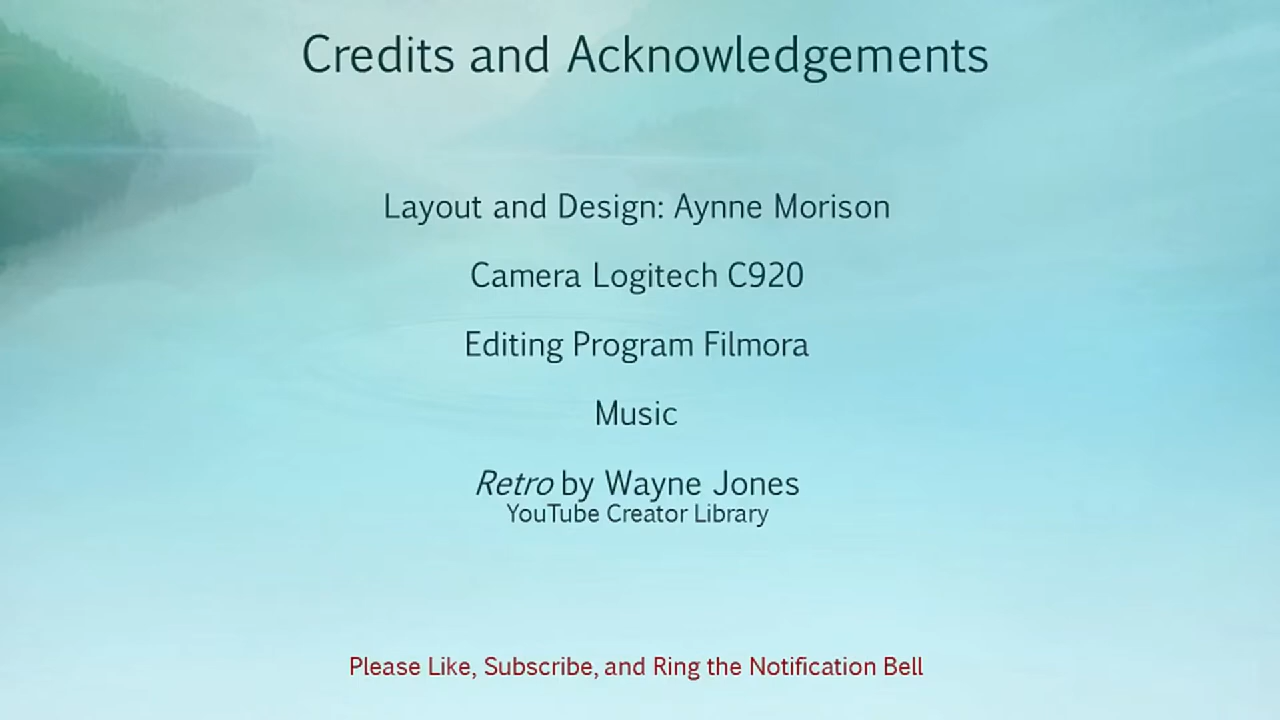 Credits and Acknowledgements
Layout and Design: Aynne Morison
Camera Logitech C920
Editing Program Filmora
Music
Retro by Wayne Jones
YouTube Creator Library
Please Like, Subscribe, and Ring the Notification Bell